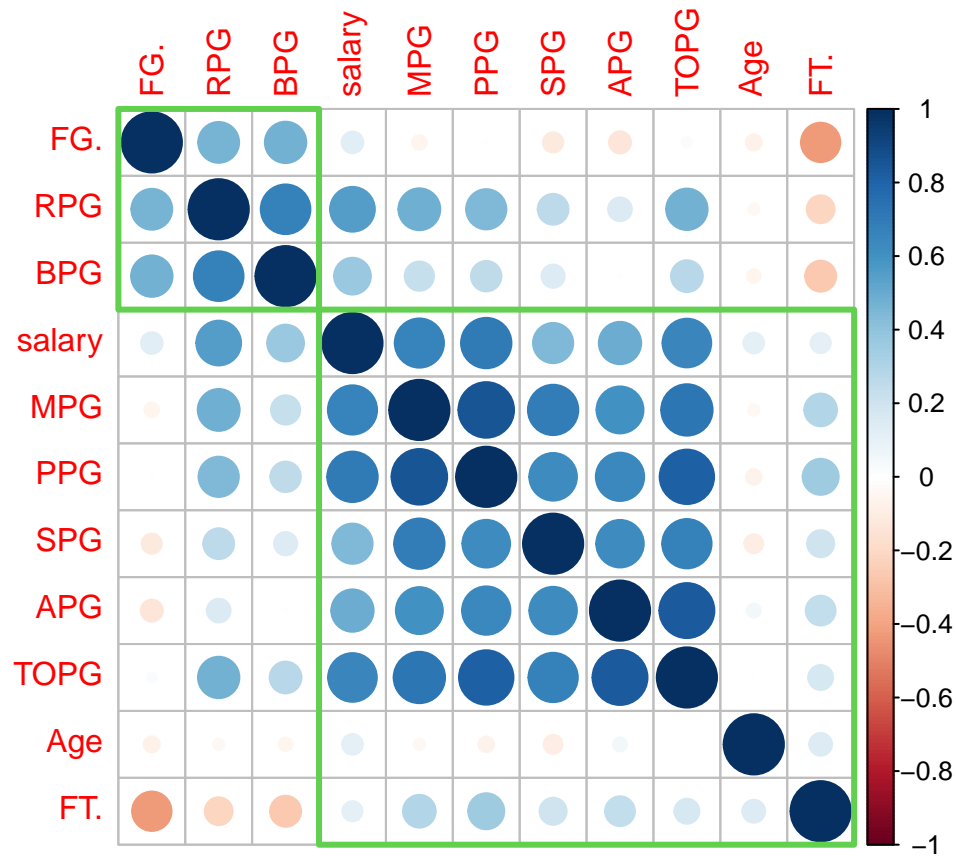 FG. RPG BPG salary MPG PPG SPG APG TOPG Age FT.
FG.
RPG
BPG
salary
MPG
PPG
SPG
APG
TOPG
Age
FT.
1
0.8
0.6
0.4
0.2
0
−0.2
−0.4
−0.6
−0.8
−1